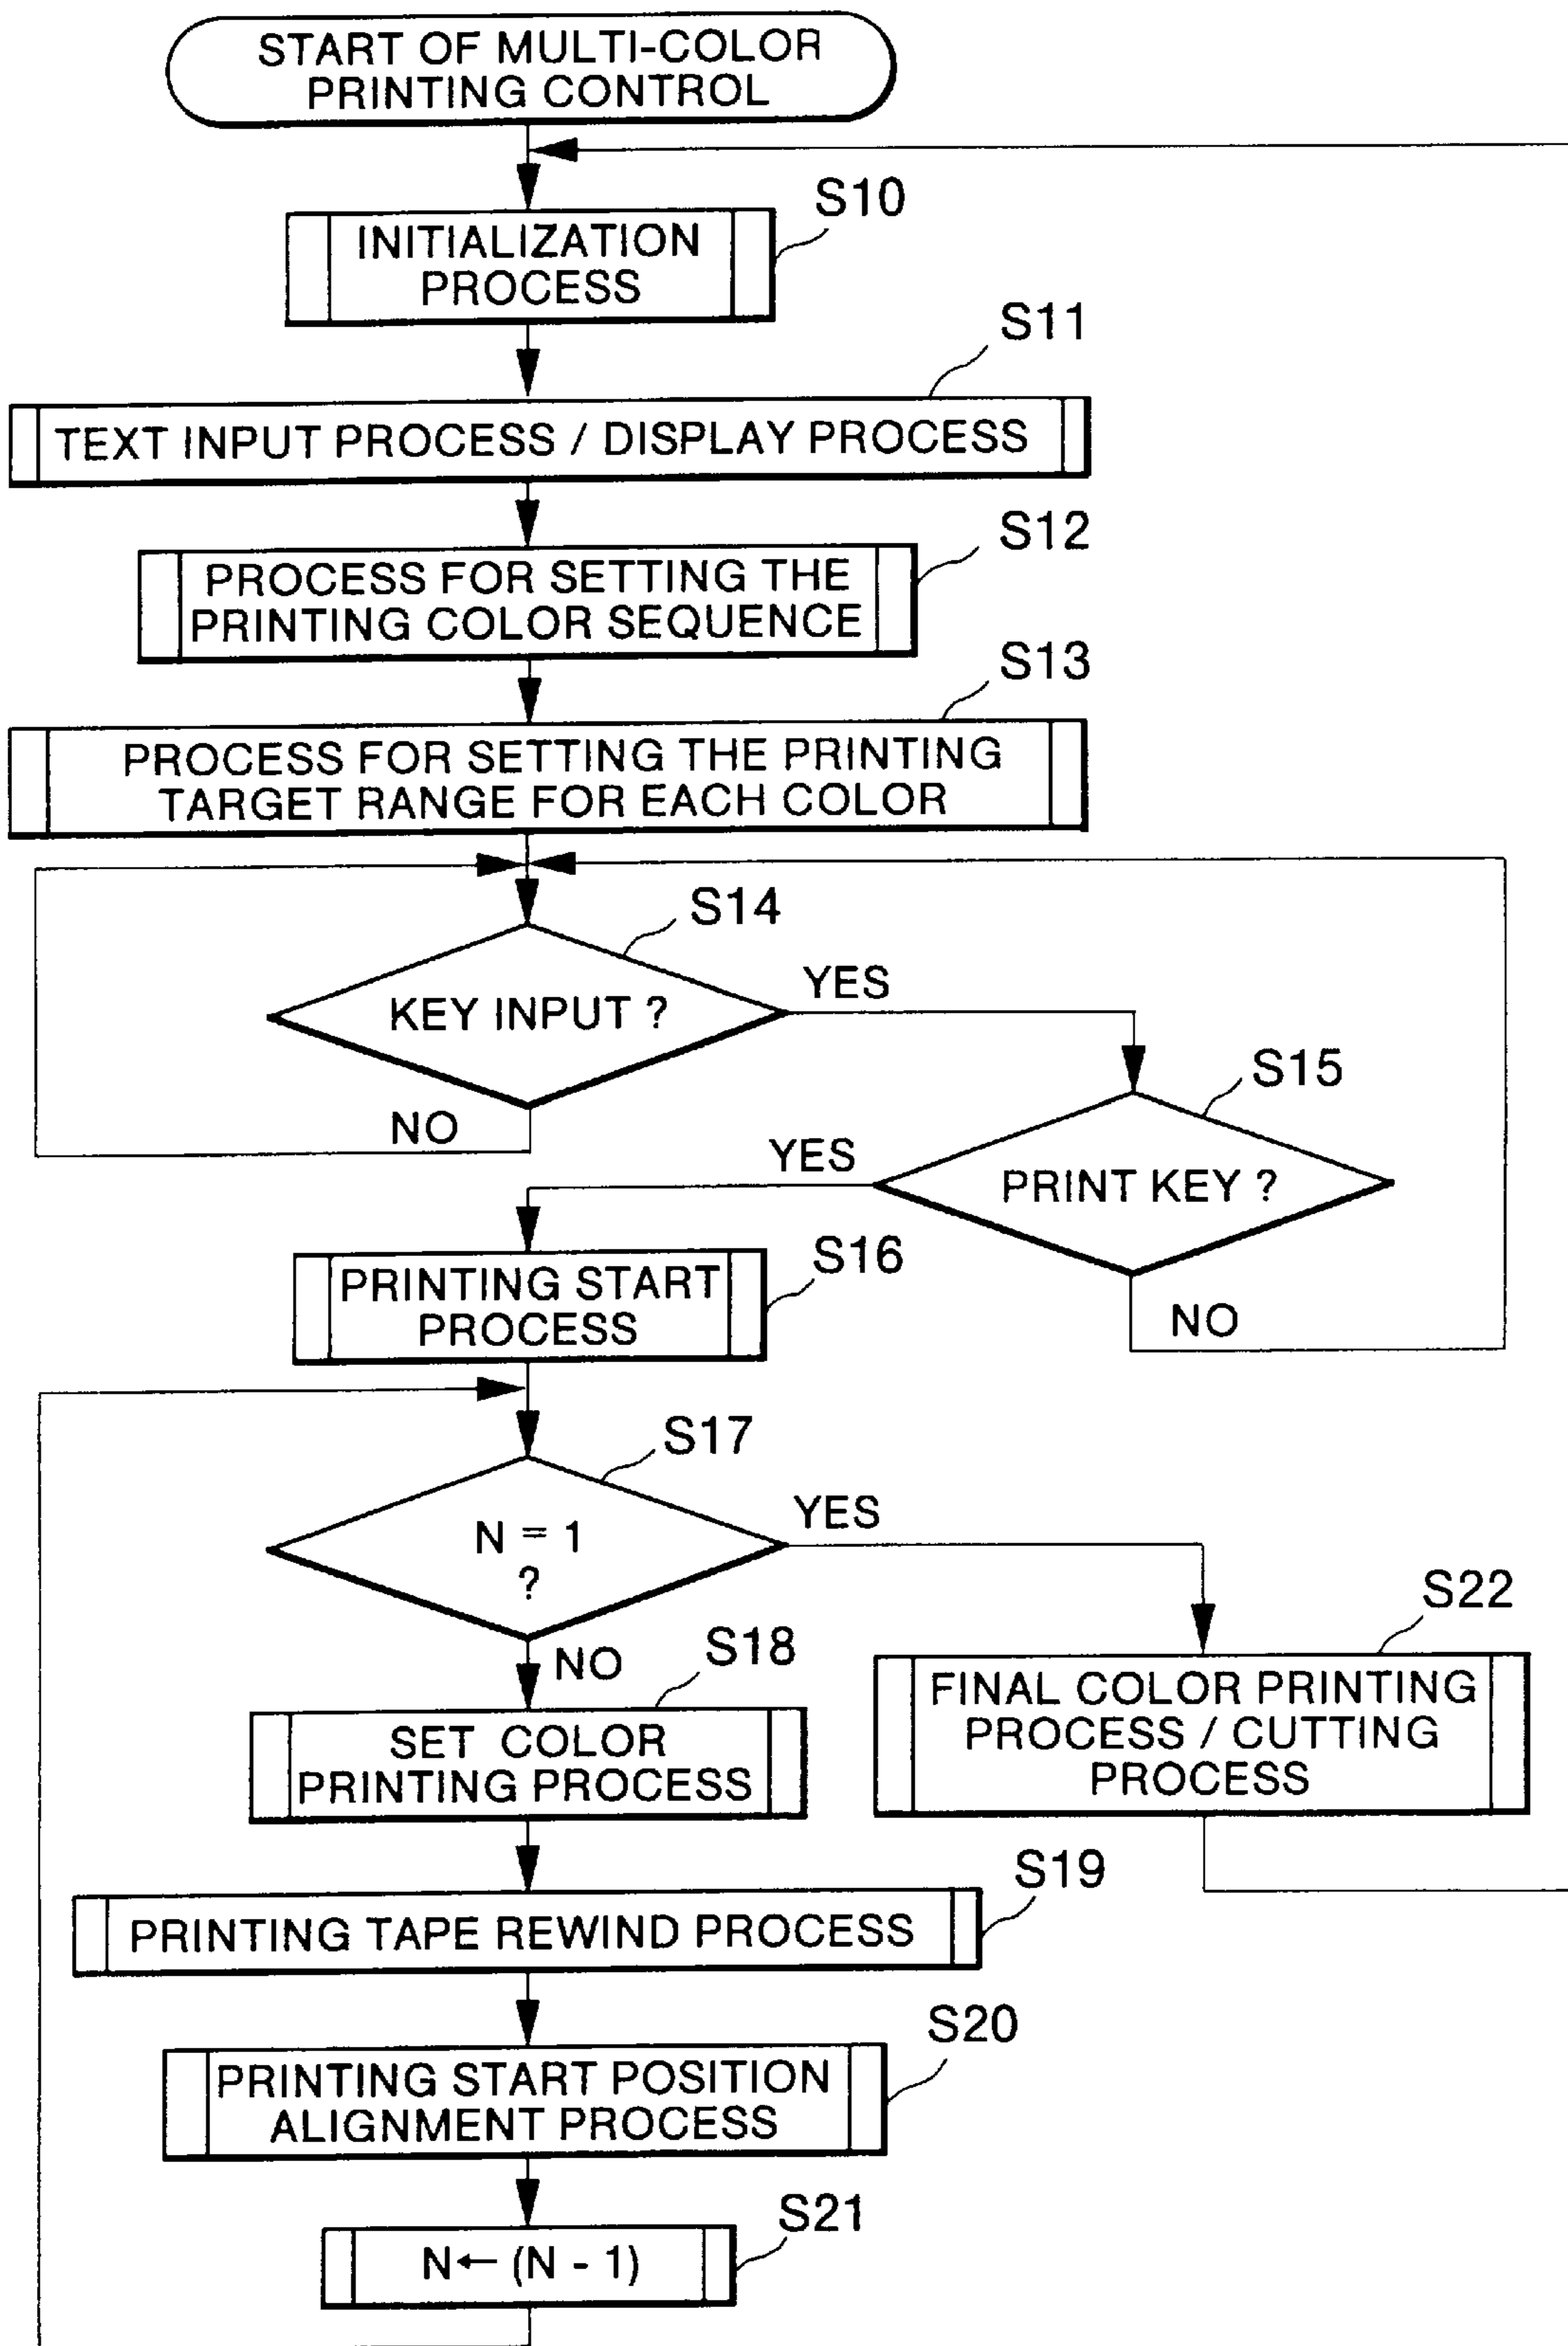 START OF MULTI-COLOR
PRINTING CONTROL
S10
INITIALIZATION
PROCESS
S11
TEXT INPUT PROCESS / DISPLAY PROCESS
S12
PROCESS FOR SETTING THE
PRINTING COLOR SEQUENCE
S13
PROCESS FOR SETTING THE PRINTING
TARGET RANGE FOR EACH COLOR
S14
KEY INPUT ?
YES
NO
S15
PRINT KEY ?
YES
NO
S16
PRINTING START
PROCESS
S17
N = 1
?
YES
NO
S18
SET COLOR
PRINTING PROCESS
S22
FINAL COLOR PRINTING
PROCESS / CUTTING
PROCESS
S19
PRINTING TAPE REWIND PROCESS
S20
PRINTING START POSITION
ALIGNMENT PROCESS
S21
N ← (N - 1)